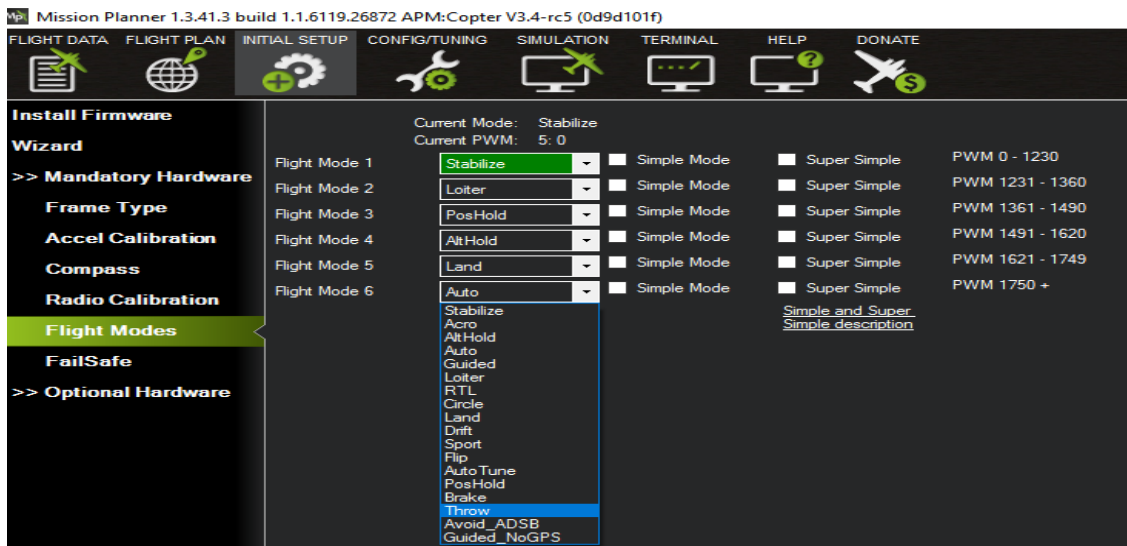 Mission Planner 1.3.41.3 build 1.1.6119.26872 APM:Copter V3.4-rc5 (0d9d101f)
FLIGHT DATA FLIGHT PLAN INITIAL SETUP CONFIG/TUNING SIMULATION TERMINAL HELP DONATE
Install Firmware
Wizard
>> Mandatory Hardware
Frame Type
Accel Calibration
Compass
Radio Calibration
Flight Modes
FailSafe
>> Optional Hardware
Current Mode: Stabilize
Current PWM: 5: 0
Flight Mode 1 Stabilize Simple Mode Super Simple PWM 0 - 1230
Flight Mode 2 Loiter Simple Mode Super Simple PWM 1231 - 1360
Flight Mode 3 PosHold Simple Mode Super Simple PWM 1361 - 1490
Flight Mode 4 AltHold Simple Mode Super Simple PWM 1491 - 1620
Flight Mode 5 Land Simple Mode Super Simple PWM 1621 - 1749
Flight Mode 6 Auto Simple Mode Super Simple PWM 1750 +
Simple and Super
Simple description
Stabilize
Acro
AltHold
Auto
Guided
Loiter
RTL
Circle
Land
Drift
Sport
Flip
AutoTune
PosHold
Brake
Throw
Avoid_ADSB
Guided_NoGPS